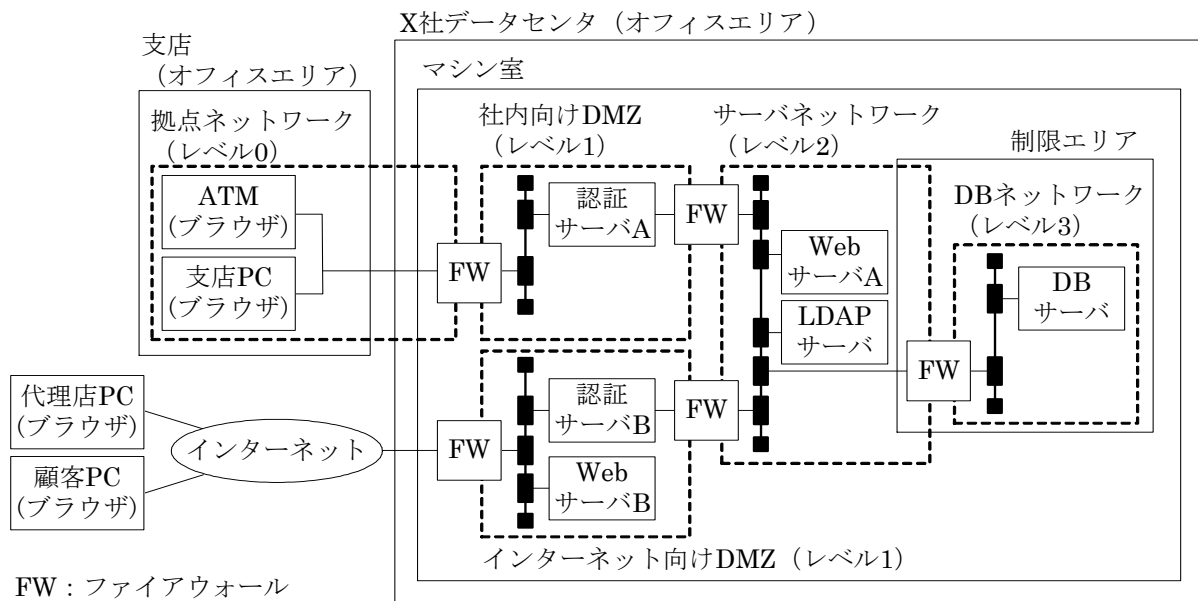 X社データセンタ（オフィスエリア）
支店
（オフィスエリア）
マシン室
拠点ネットワーク
（レベル0）
社内向けDMZ
（レベル1）
サーバネットワーク
（レベル2）
制限エリア
DBネットワーク
（レベル3）
ATM
(ブラウザ)
支店PC
(ブラウザ)
FW
認証
サーバA
FW
Web
サーバA
LDAP
サーバ
FW
DB
サーバ
代理店PC
(ブラウザ)
顧客PC
(ブラウザ)
インターネット
FW
認証
サーバB
Web
サーバB
FW
インターネット向けDMZ（レベル1）
FW：ファイアウォール